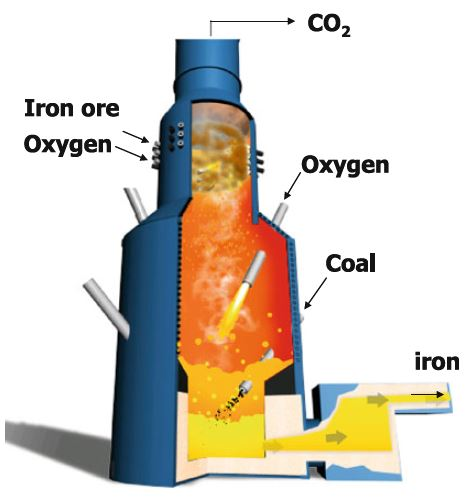 CO₂
Iron ore
Oxygen
Oxygen
Coal
iron